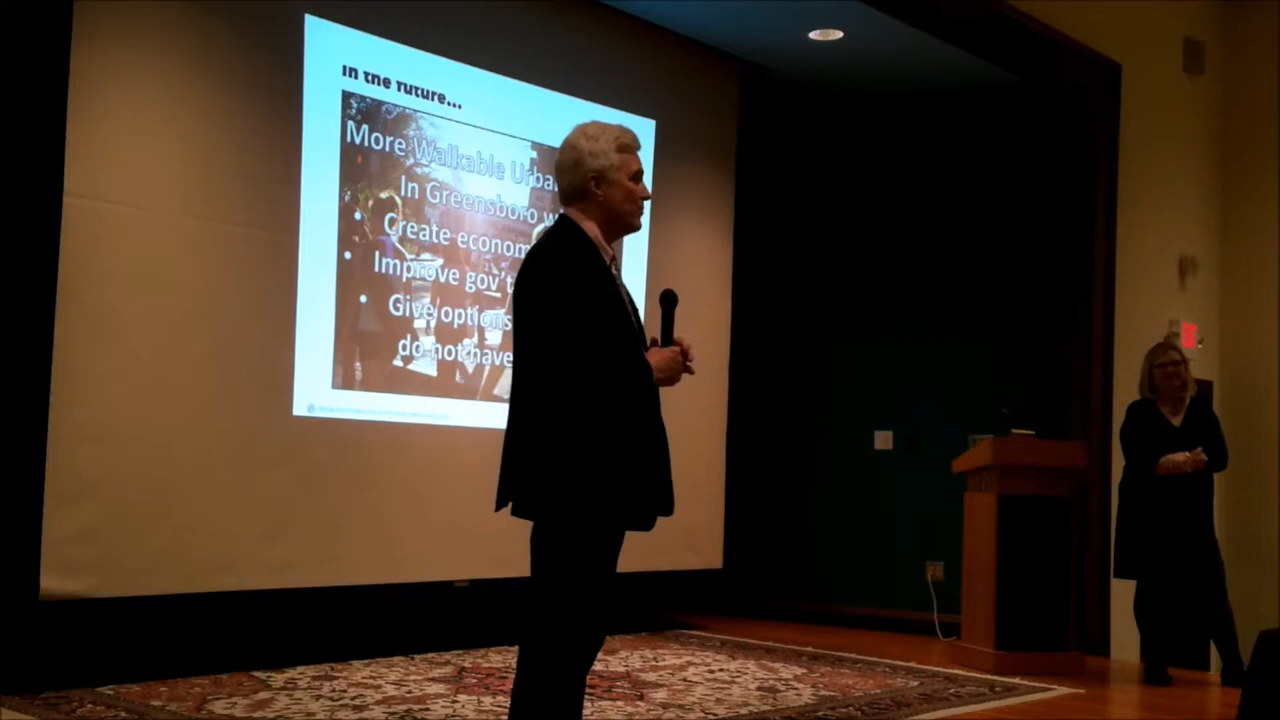 In the future...
More Walkable Urba
In Greensboro w
• Create econom
• Improve gov't
• Give options
do not have